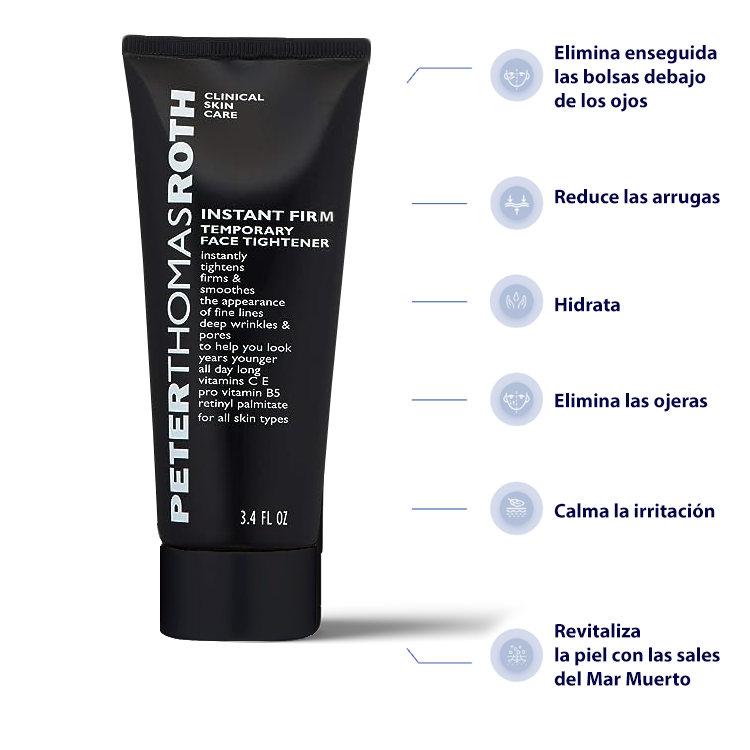 PETERTHOMASROTH
CLINICAL
SKIN
CARE
INSTANT FIRM
TEMPORARY
FACE TIGHTENER
instantly
tightens
firms &
smoothes
the appearance
of fine lines
deep wrinkles &
pores
to help you look
years younger
all day long
vitamins C E
pro vitamin B5
retinyl palmitate
for all skin types
3.4 FL OZ
Elimina enseguida
las bolsas debajo
de los ojos
Reduce las arrugas
Hidrata
Elimina las ojeras
Calma la irritación
Revitaliza
la piel con las sales
del Mar Muerto